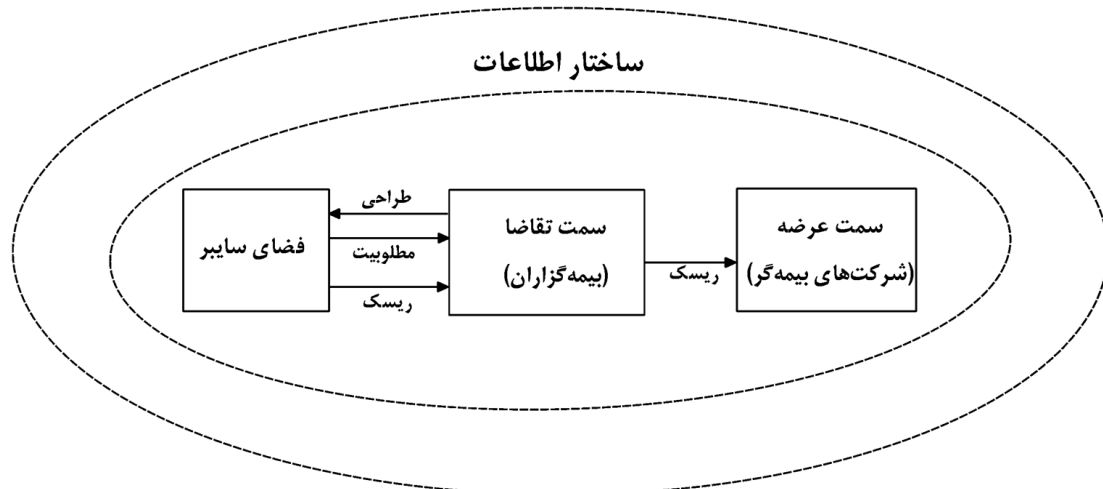 ساختار اطلاعات
سمت عرضه
(شرکت‌های بیمه‌گر)
ریسک
سمت تقاضا
(بیمه‌گزاران)
طراحی
مطلوبیت
ریسک
فضای سایبر